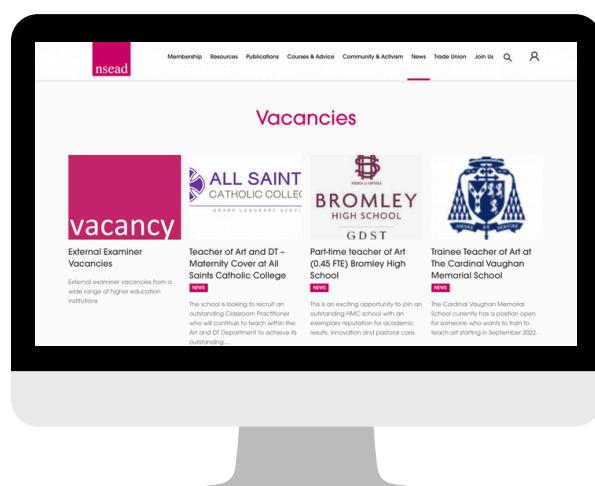 nsead
Membership Resources Publications Courses & Advice Community & Activism News Trade Union Join Us
Vacancies
vacancy
External Examiner
Vacancies
External examiner vacancies from a
wide range of higher education
institutions
ALL SAINT
CATHOLIC COLLEG
GRARE LABORARE SERVI
Teacher of Art and DT –
Maternity Cover at All
Saints Catholic College
NEWS
The school is looking to recruit an
outstanding Classroom Practitioner
who will continue to teach within the
Art and DT Department to achieve its
outstanding...
BROMLEY
HIGH SCHOOL
GDST
Part-time teacher of Art
(0.45 FTE) Bromley High
School
NEWS
This is an exciting opportunity to join an
outstanding HMC school with an
exemplary reputation for academic
results, innovation and pastoral care.
Trainee Teacher of Art at
The Cardinal Vaughan
Memorial School
NEWS
The Cardinal Vaughan Memorial
School currently has a position open
for someone who wants to train to
teach art starting in September 2022.